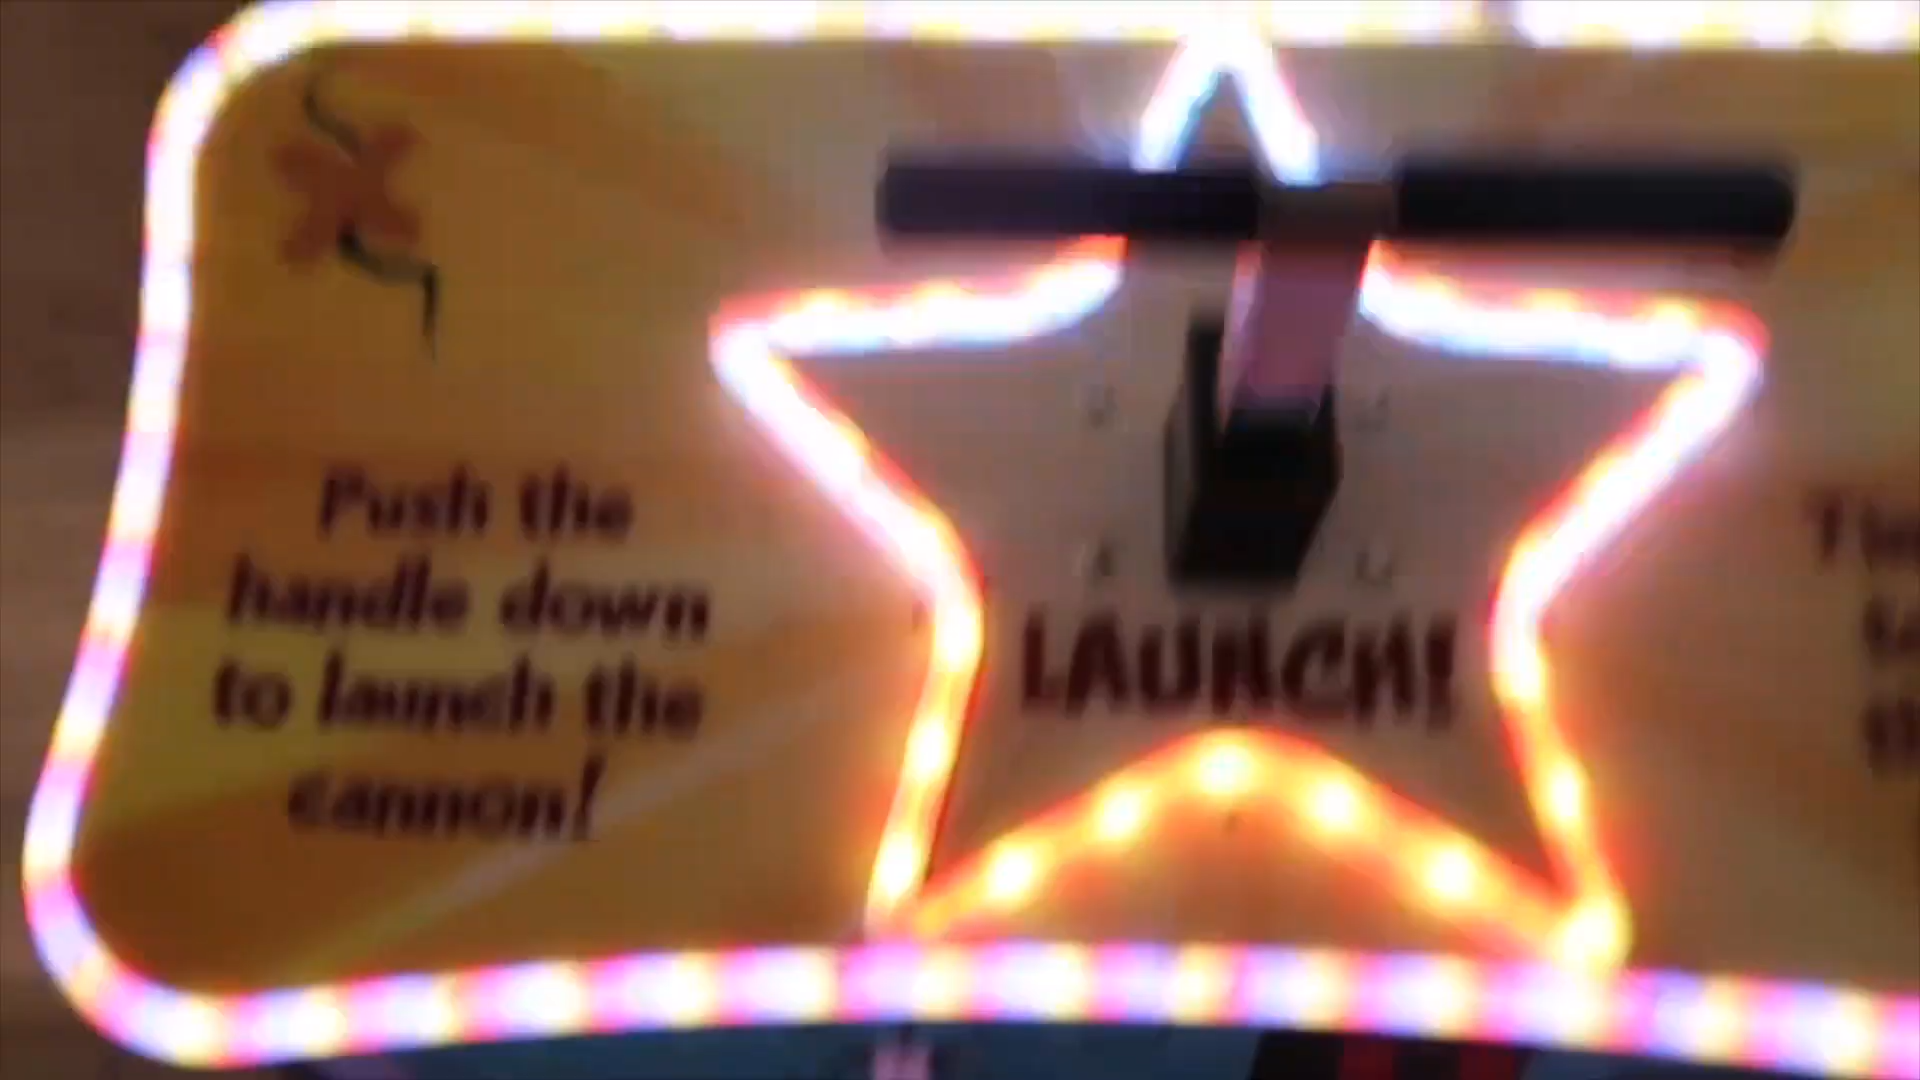 Push the
handle down
to launch the
cannon!
LAUNCH!